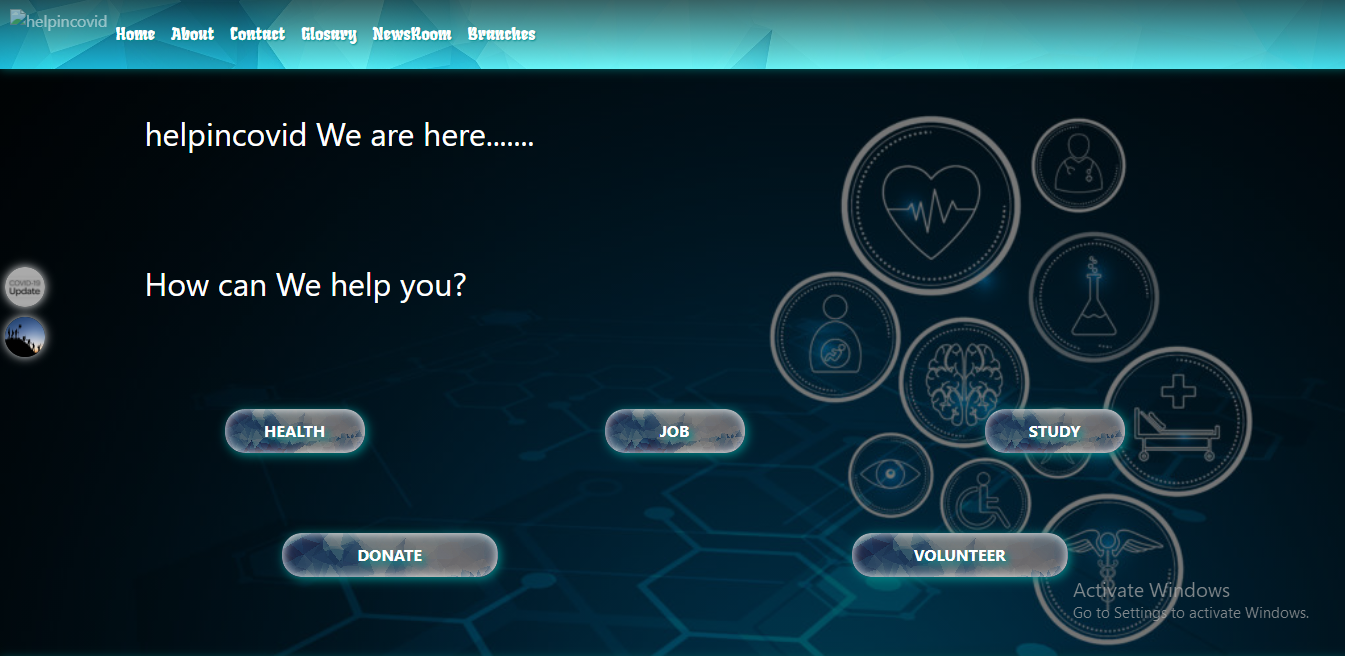 helpincovid
Home About Contact Glosary NewsRoom Branches
helpincovid We are here.......
How can We help you?
COVID-19
Update
HEALTH JOB STUDY
DONATE VOLUNTEER
Activate Windows
Go to Settings to activate Windows.